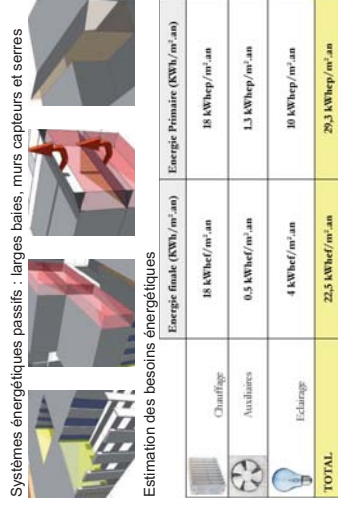 Systèmes énergétiques passifs : larges baies, murs capteurs et serres
Estimation des besoins énergétiques
Energie finale (KWh/m².an) Energie Primaire (KWh/m².an)
Chauffage 18 kWhef/m².an 18 kWhep/m².an
Auxiliaires 0.5 kWhef/m².an 1.3 kWhep/m².an
Eclairage 4 kWhef/m².an 10 kWhep/m².an
TOTAL 22,5 kWhef/m².an 29,3 kWhep/m².an